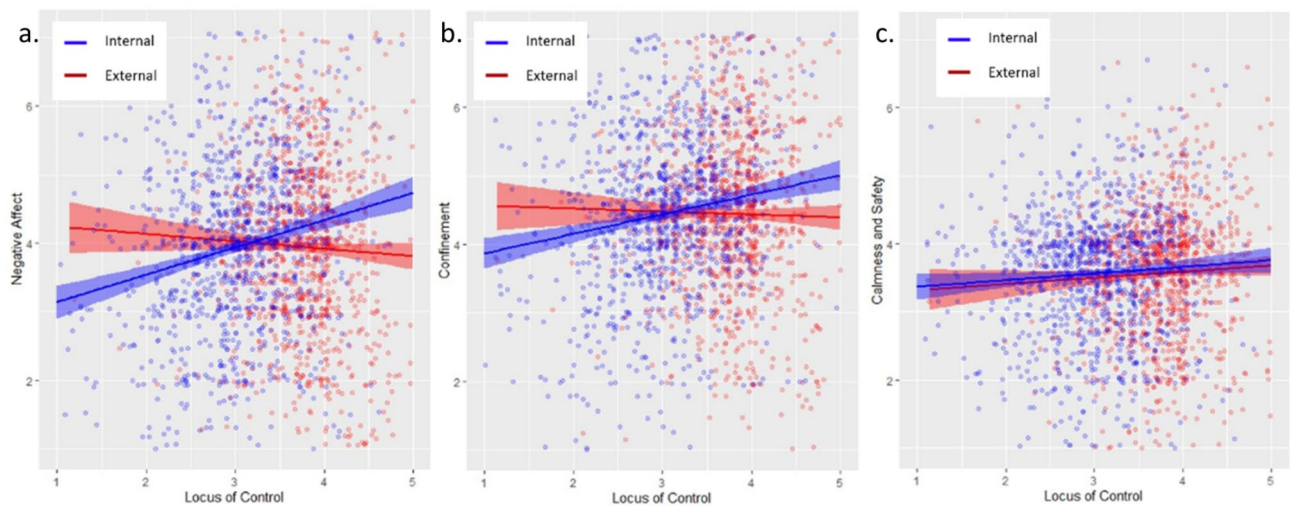 a.
Internal
External
6
4
2
Negative Affect
1 2 3 4 5
Locus of Control
b.
Internal
External
6
4
2
Confinement
1 2 3 4 5
Locus of Control
c.
Internal
External
6
4
2
Calmness and Safety
1 2 3 4 5
Locus of Control